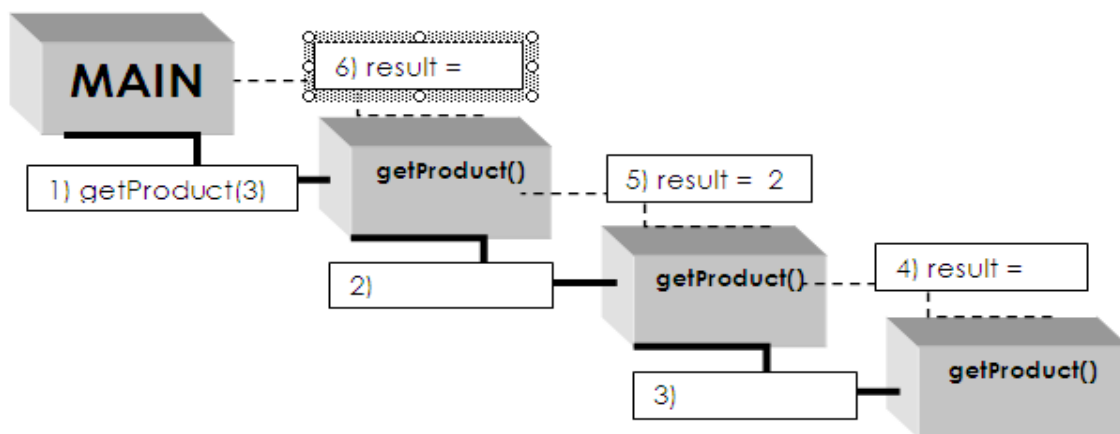 MAIN
6) result =
1) getProduct(3)
getProduct()
5) result = 2
2)
getProduct()
4) result =
3)
getProduct()